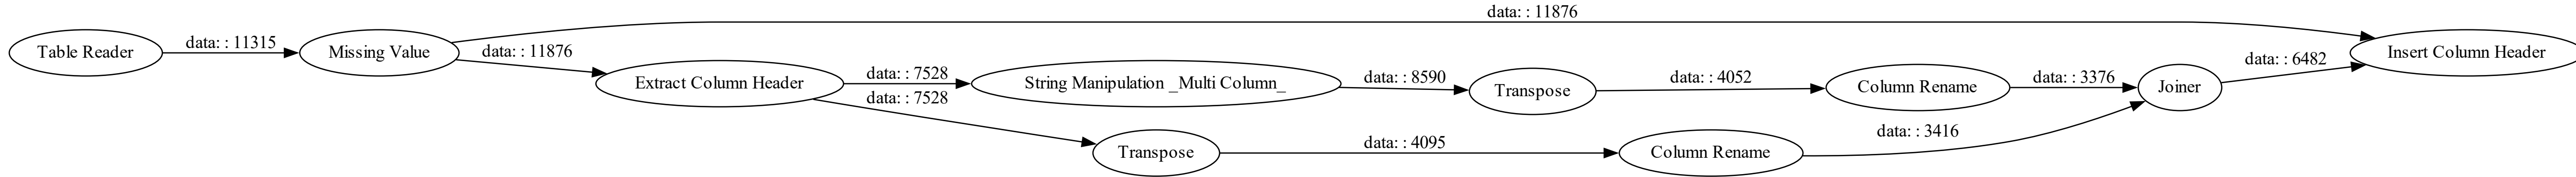 data: : 11876
Table Reader
data: : 11315
Missing Value
data: : 11876
Extract Column Header
data: : 7528
String Manipulation _Multi Column_
data: : 8590
Transpose
data: : 4052
Column Rename
data: : 3376
Joiner
data: : 6482
Insert Column Header
data: : 7528
Transpose
data: : 4095
Column Rename
data: : 3416